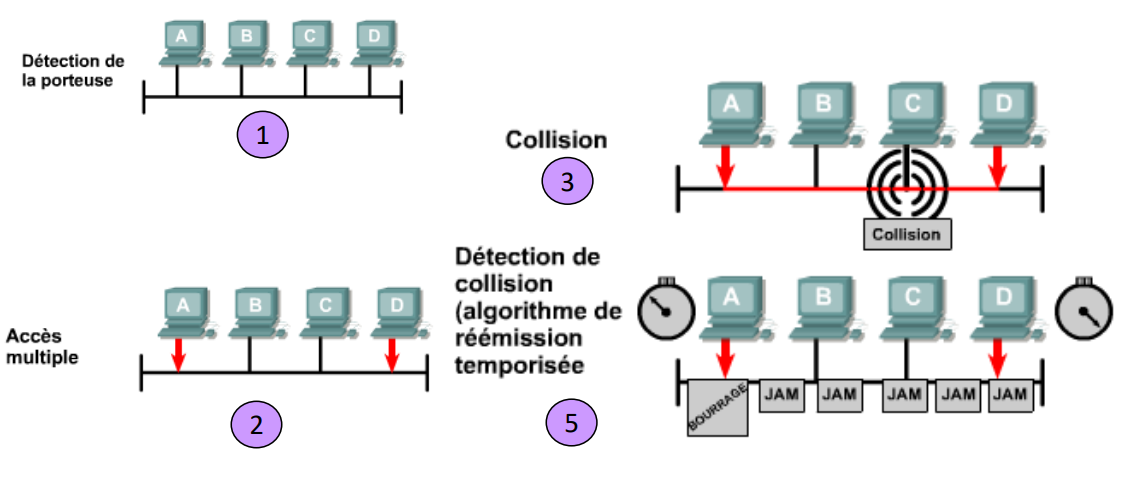 A B C D
Détection de
la porteuse
1
Accès
multiple
A B C D
2
Collision
3
A B C D
Collision
Détection de
collision
(algorithme de
réémission
temporisée
5
A B C D
BOURRAGE JAM JAM JAM JAM JAM